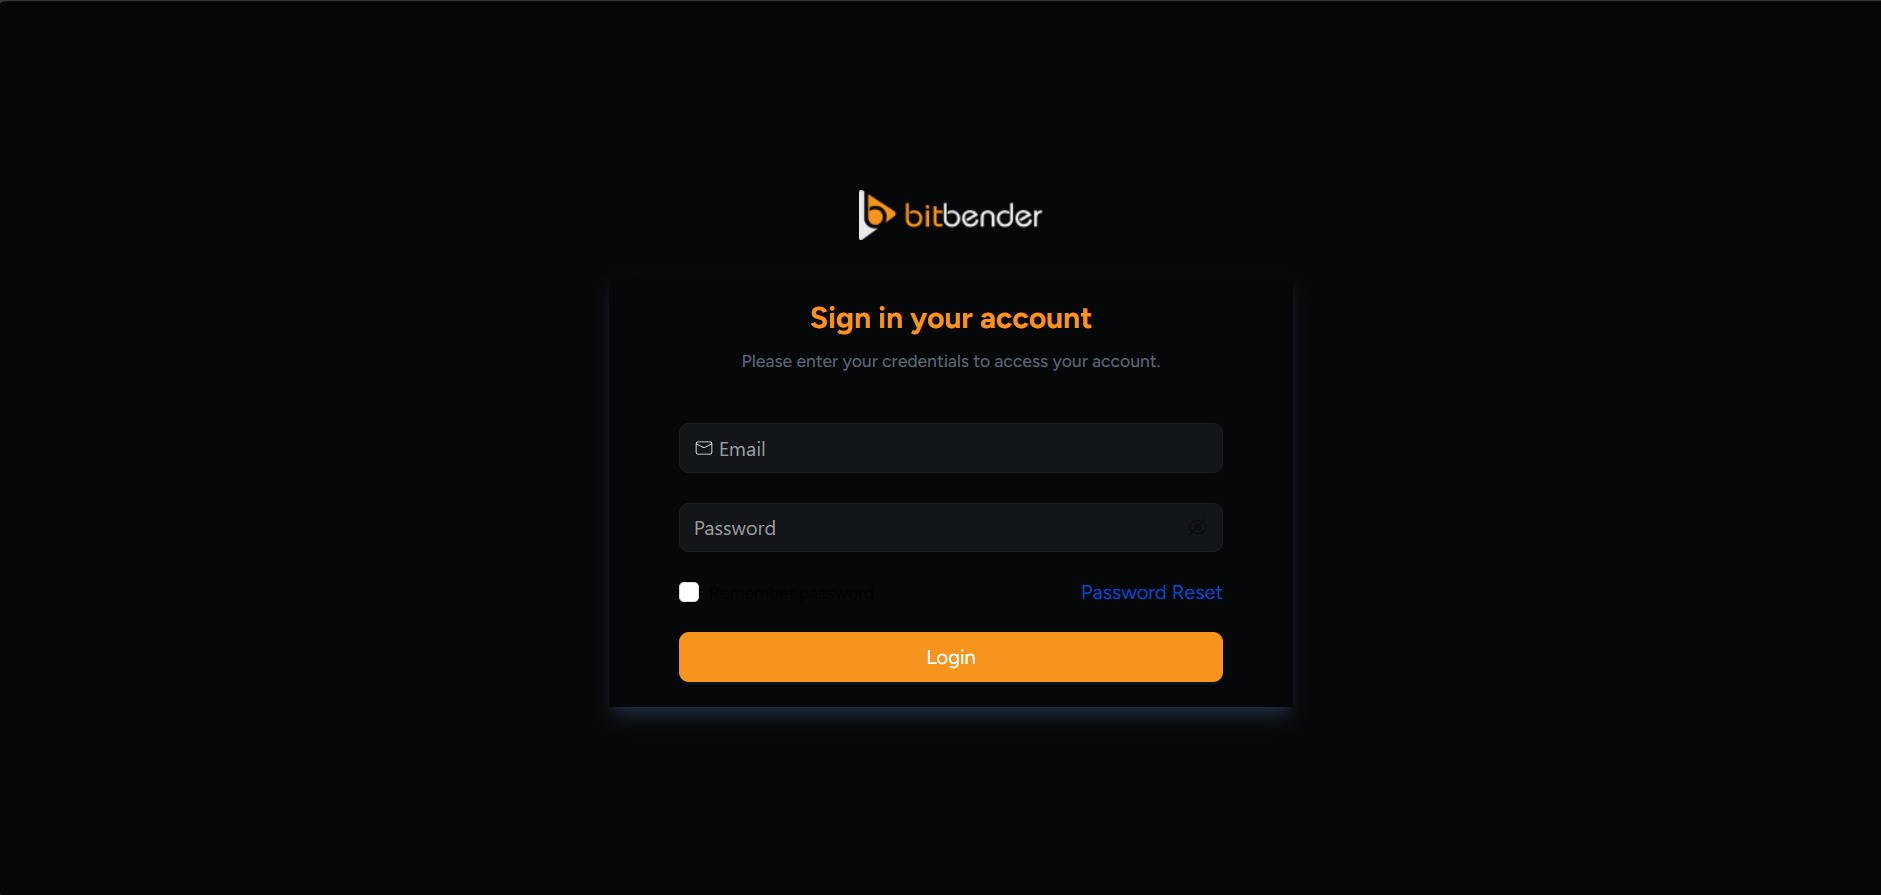 bitbender
Sign in your account
Please enter your credentials to access your account.
Email
Password
Remember password
Password Reset
Login